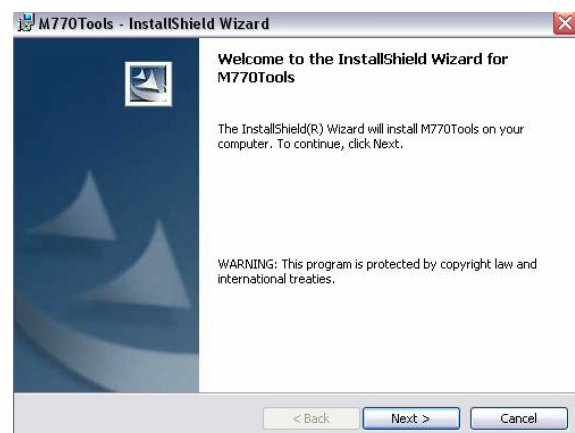 M770Tools - InstallShield Wizard
Welcome to the InstallShield Wizard for
M770Tools
The InstallShield(R) Wizard will install M770Tools on your
computer. To continue, click Next.
WARNING: This program is protected by copyright law and
international treaties.
< Back
Next >
Cancel